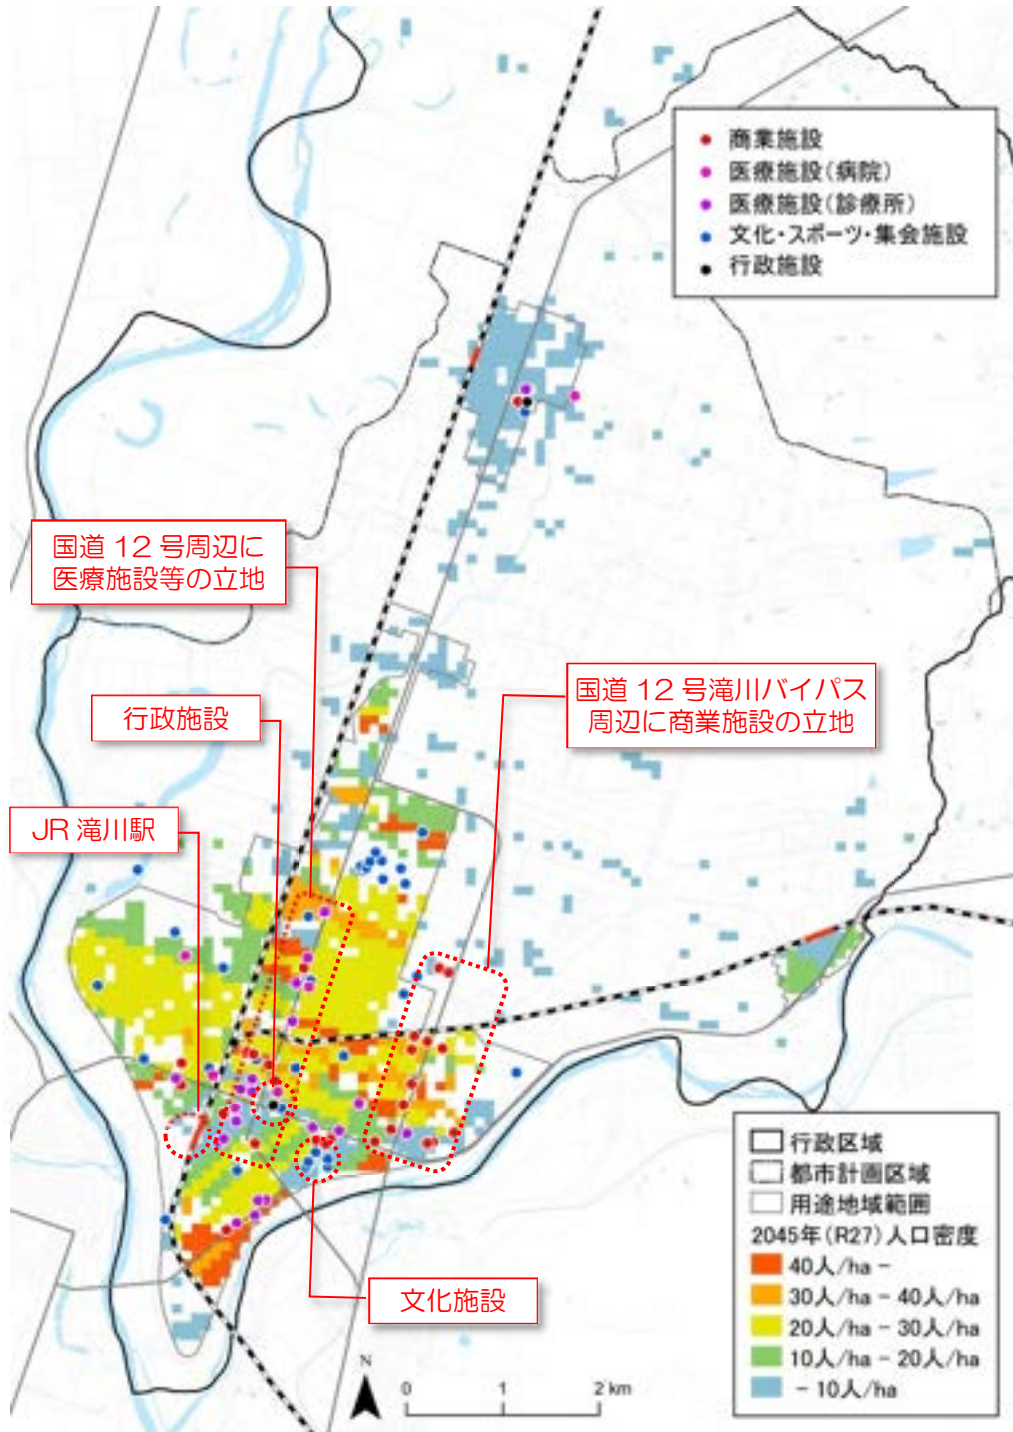 商業施設
医療施設(病院)
医療施設(診療所)
文化・スポーツ・集会施設
行政施設
国道 12 号周辺に
医療施設等の立地
行政施設
国道 12 号滝川バイパス
周辺に商業施設の立地
JR 滝川駅
文化施設
行政区域
都市計画区域
用途地域範囲
2045年(R27)人口密度
40人/ha -
30人/ha - 40人/ha
20人/ha - 30人/ha
10人/ha - 20人/ha
- 10人/ha
N
0 1 2 km